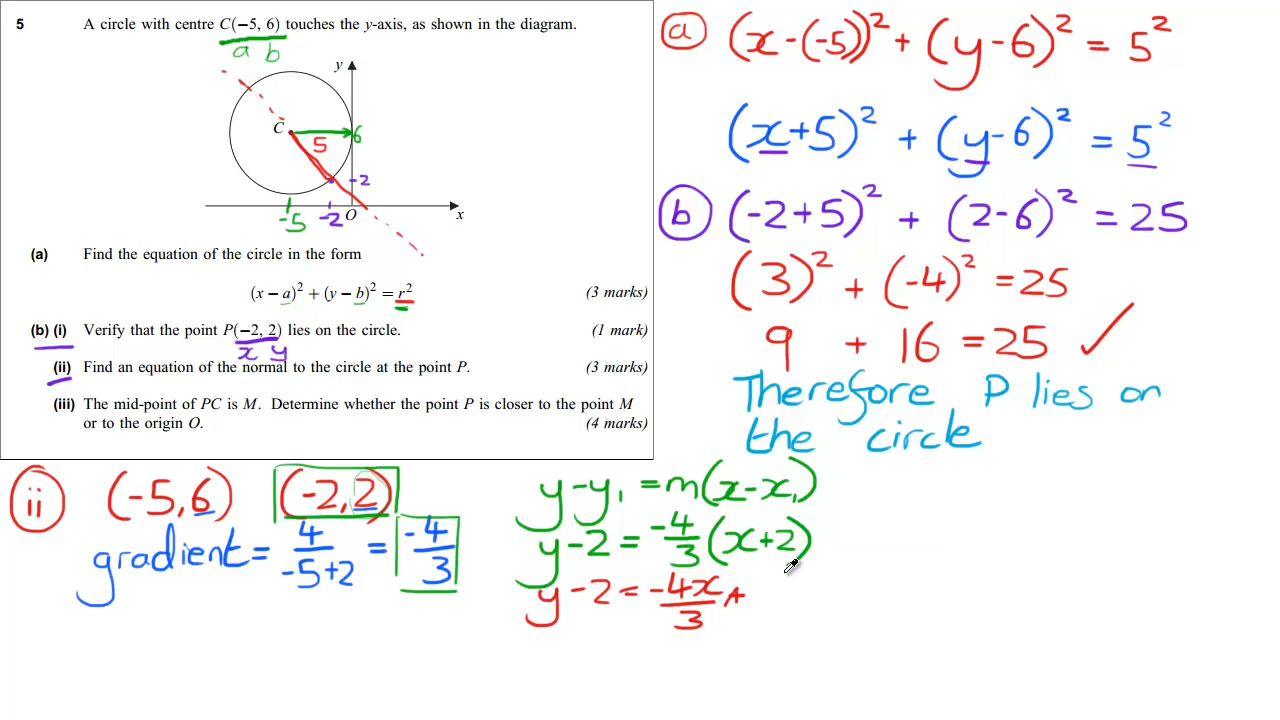 5 A circle with centre C(−5, 6) touches the y-axis, as shown in the diagram.
a b
y
C
5
6
-2
-5
-2
O
x
(a) Find the equation of the circle in the form
(x − a)² + (y − b)² = r² (3 marks)
(b) (i) Verify that the point P(−2, 2) lies on the circle. (1 mark)
x y
(ii) Find an equation of the normal to the circle at the point P. (3 marks)
(iii) The mid-point of PC is M. Determine whether the point P is closer to the point M
or to the origin O. (4 marks)
(a) (x-(-5))² + (y-6)² = 5²
(x+5)² + (y-6)² = 5²
(b) (-2+5)² + (2-6)² = 25
(3)² + (-4)² = 25
9 + 16 = 25 ✓
Therefore P lies on
the circle
(ii) (-5,6) (-2,2)
gradient = 4/(-5+2) = -4/3
y-y₁ = m(x-x₁)
y-2 = -4/3 (x+2)
y-2 = -4x/3 +